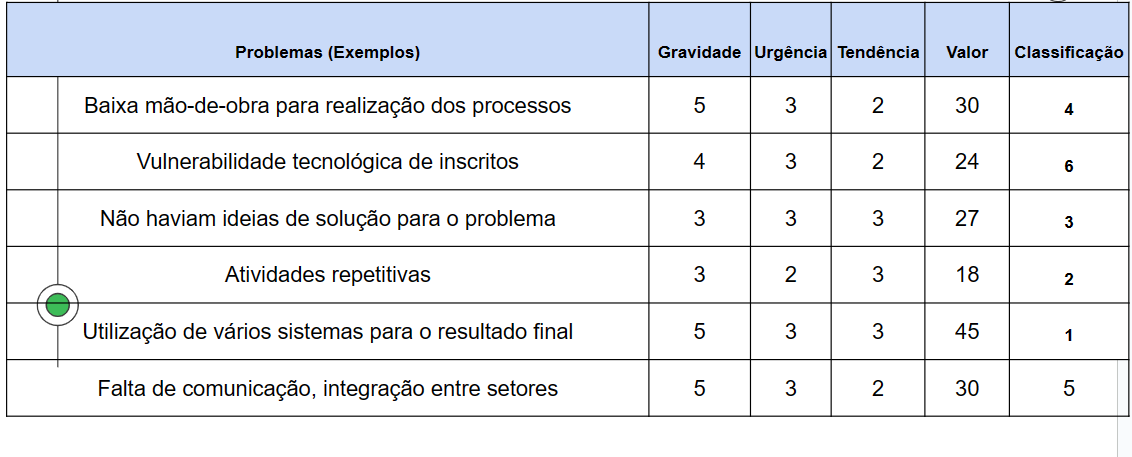 Problemas (Exemplos) Gravidade Urgência Tendência Valor Classificação
Baixa mão-de-obra para realização dos processos 5 3 2 30 4
Vulnerabilidade tecnológica de inscritos 4 3 2 24 6
Não haviam ideias de solução para o problema 3 3 3 27 3
Atividades repetitivas 3 2 3 18 2
Utilização de vários sistemas para o resultado final 5 3 3 45 1
Falta de comunicação, integração entre setores 5 3 2 30 5